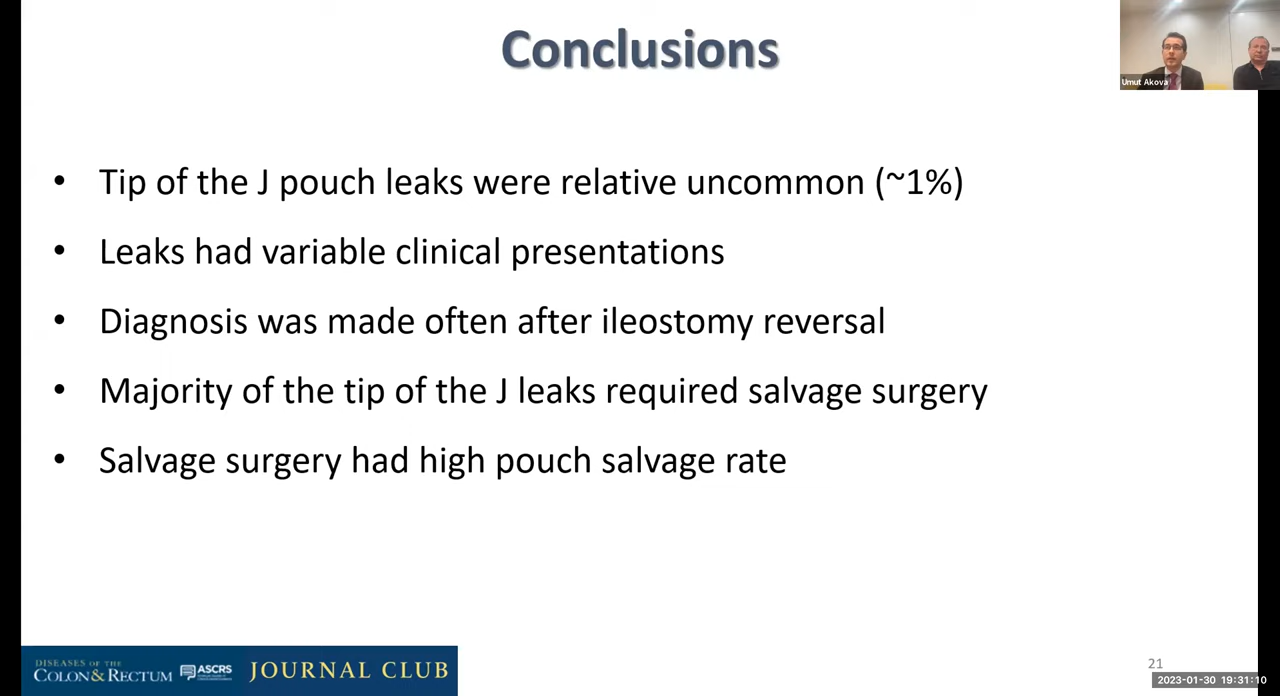 Conclusions
Umut Akova
• Tip of the J pouch leaks were relative uncommon (~1%)
• Leaks had variable clinical presentations
• Diagnosis was made often after ileostomy reversal
• Majority of the tip of the J leaks required salvage surgery
• Salvage surgery had high pouch salvage rate
DISEASES OF THE
COLON & RECTUM
ASCRS
JOURNAL CLUB
21
2023-01-30 19:31:10